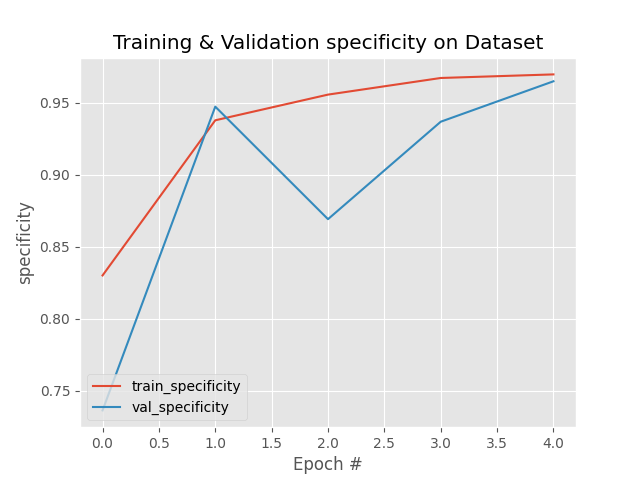 Training & Validation specificity on Dataset
0.95
0.90
0.85
0.80
0.75
specificity
train_specificity
val_specificity
0.0 0.5 1.0 1.5 2.0 2.5 3.0 3.5 4.0
Epoch #